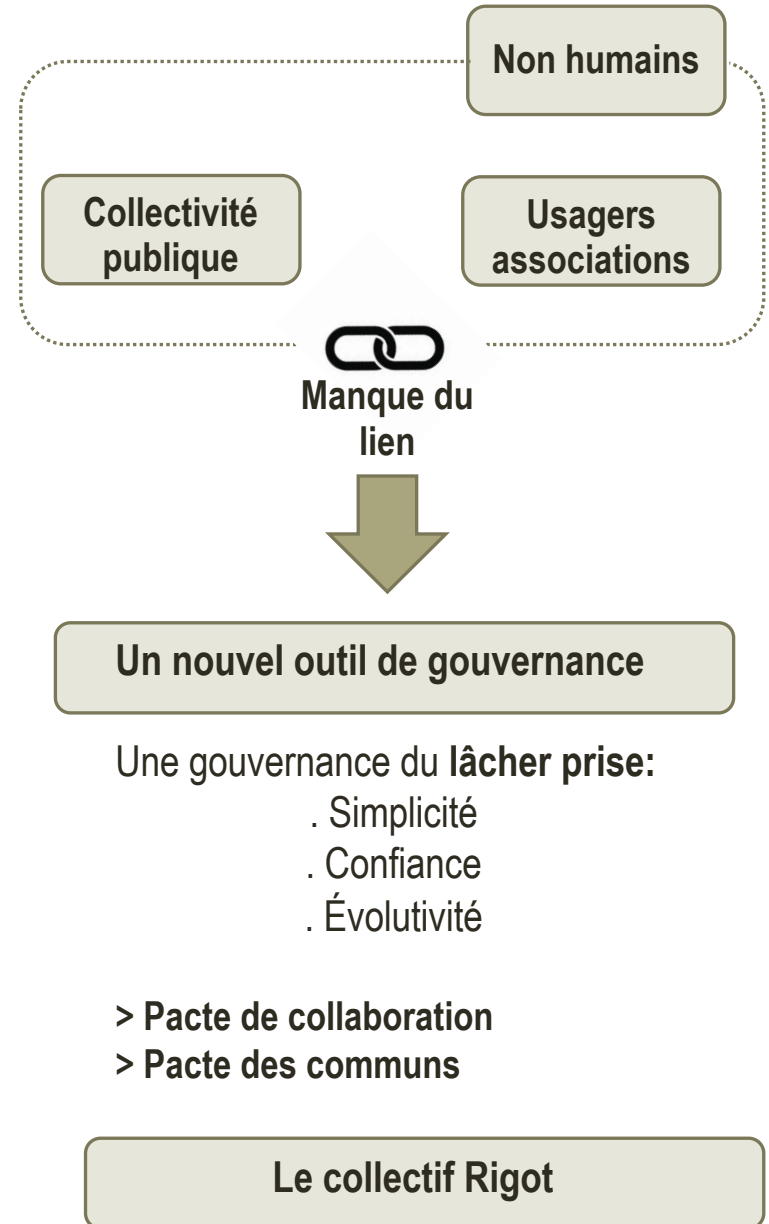 Non humains
Collectivité
publique
Usagers
associations
Manque du
lien
Un nouvel outil de gouvernance
Une gouvernance du lâcher prise:
. Simplicité
. Confiance
. Évolutivité
> Pacte de collaboration
> Pacte des communs
Le collectif Rigot